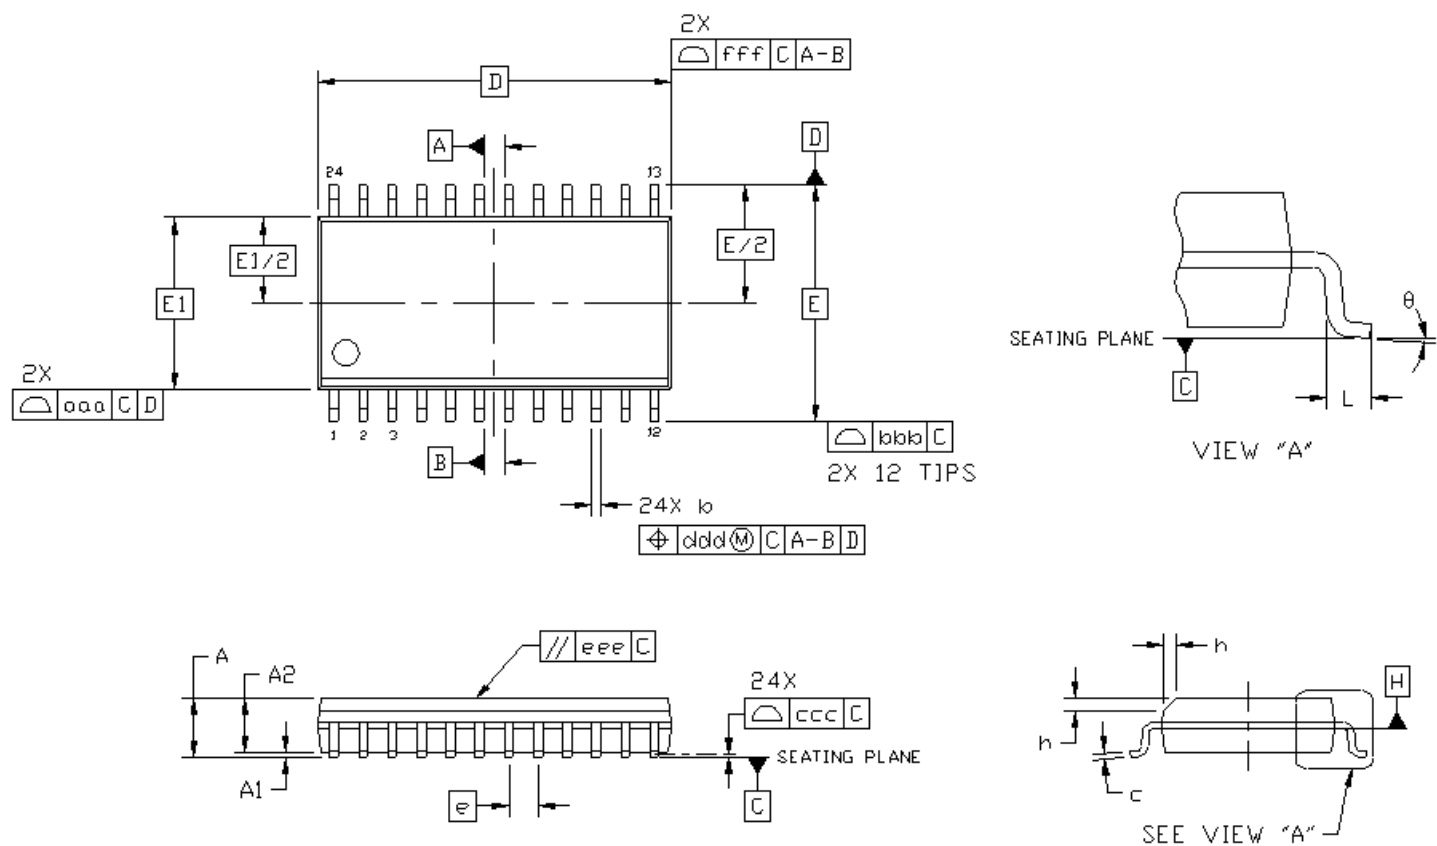 2X
⌓ fff C A-B
D
A
D
24
13
E1/2
E/2
E1
E
θ
SEATING PLANE
C
L
VIEW "A"
2X
⌓ aaa C D
1 2 3
12
B
⌓ bbb C
2X 12 TIPS
24X b
⌖ ddd Ⓜ C A-B D
// eee C
A
A2
24X
⌓ ccc C
SEATING PLANE
A1
e
C
h
H
h
c
SEE VIEW "A"